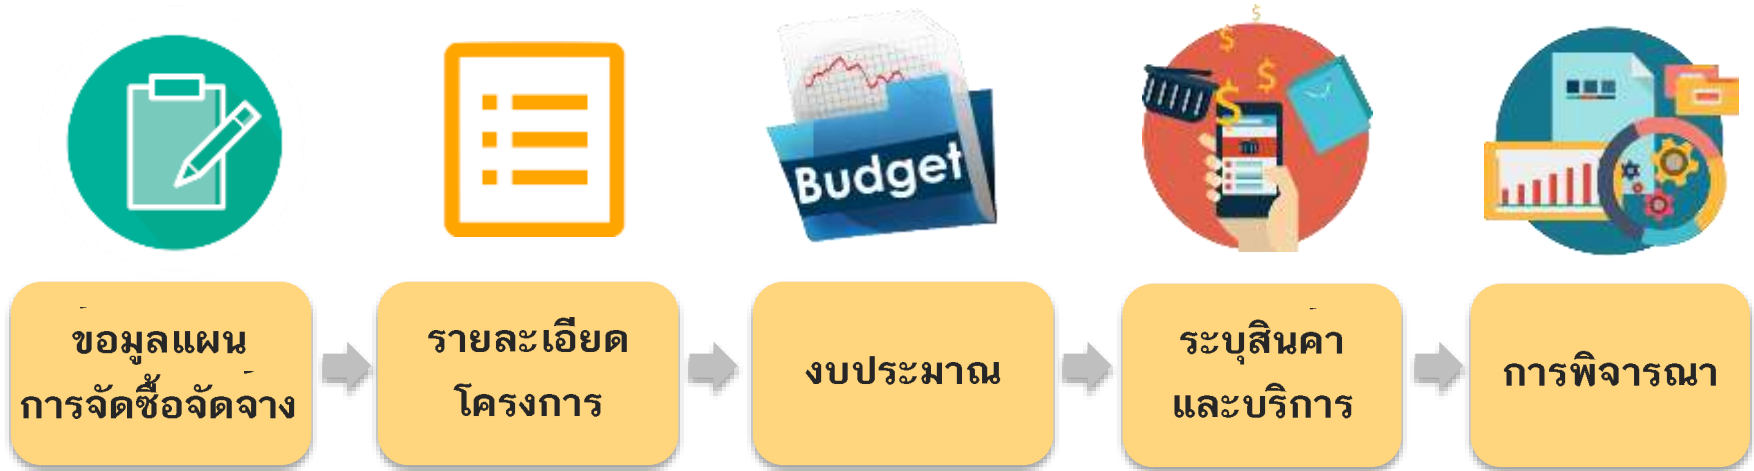 Budget
ข้อมูลแผน
การจัดซื้อจัดจ้าง
รายละเอียด
โครงการ
งบประมาณ
ระบุสินค้า
และบริการ
การพิจารณา